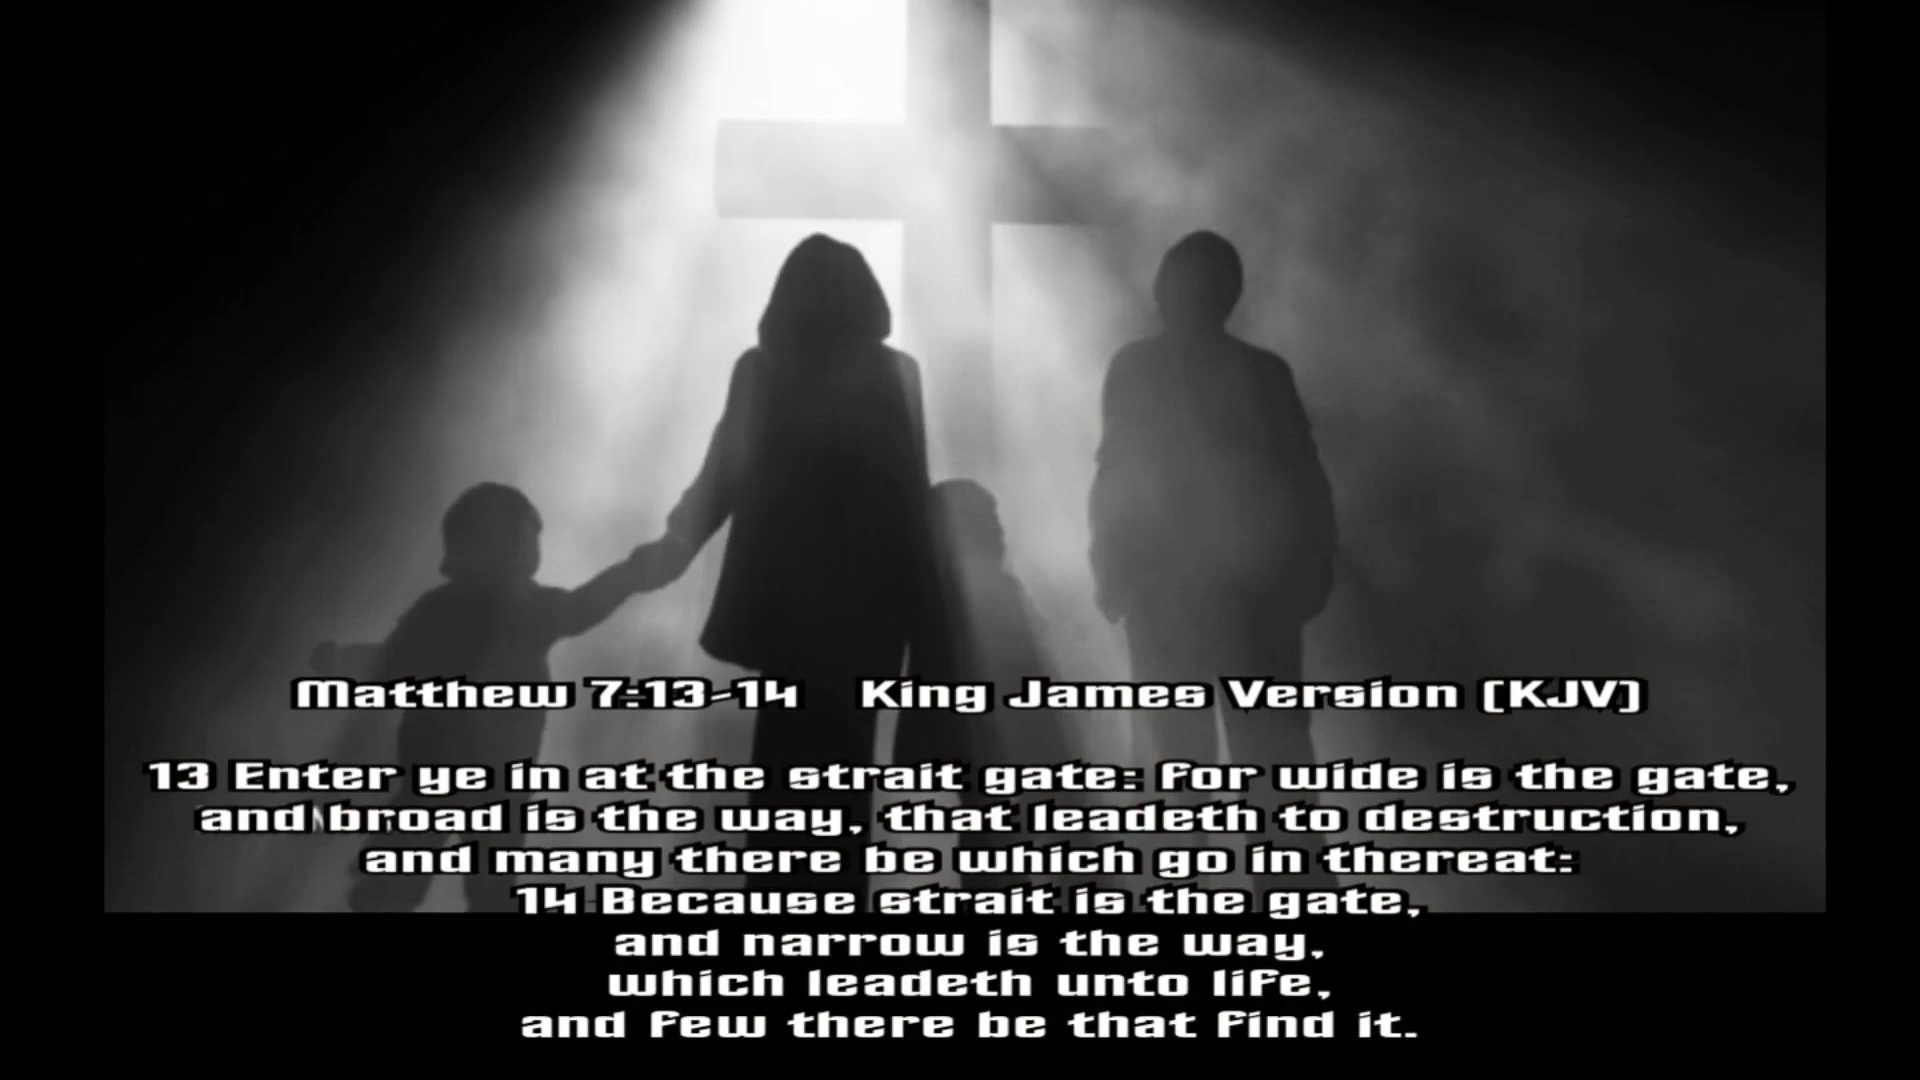 Matthew 7:13-14 King James Version (KJV)
13 Enter ye in at the strait gate: for wide is the gate,
and broad is the way, that leadeth to destruction,
and many there be which go in thereat:
14 Because strait is the gate,
and narrow is the way,
which leadeth unto life,
and few there be that find it.